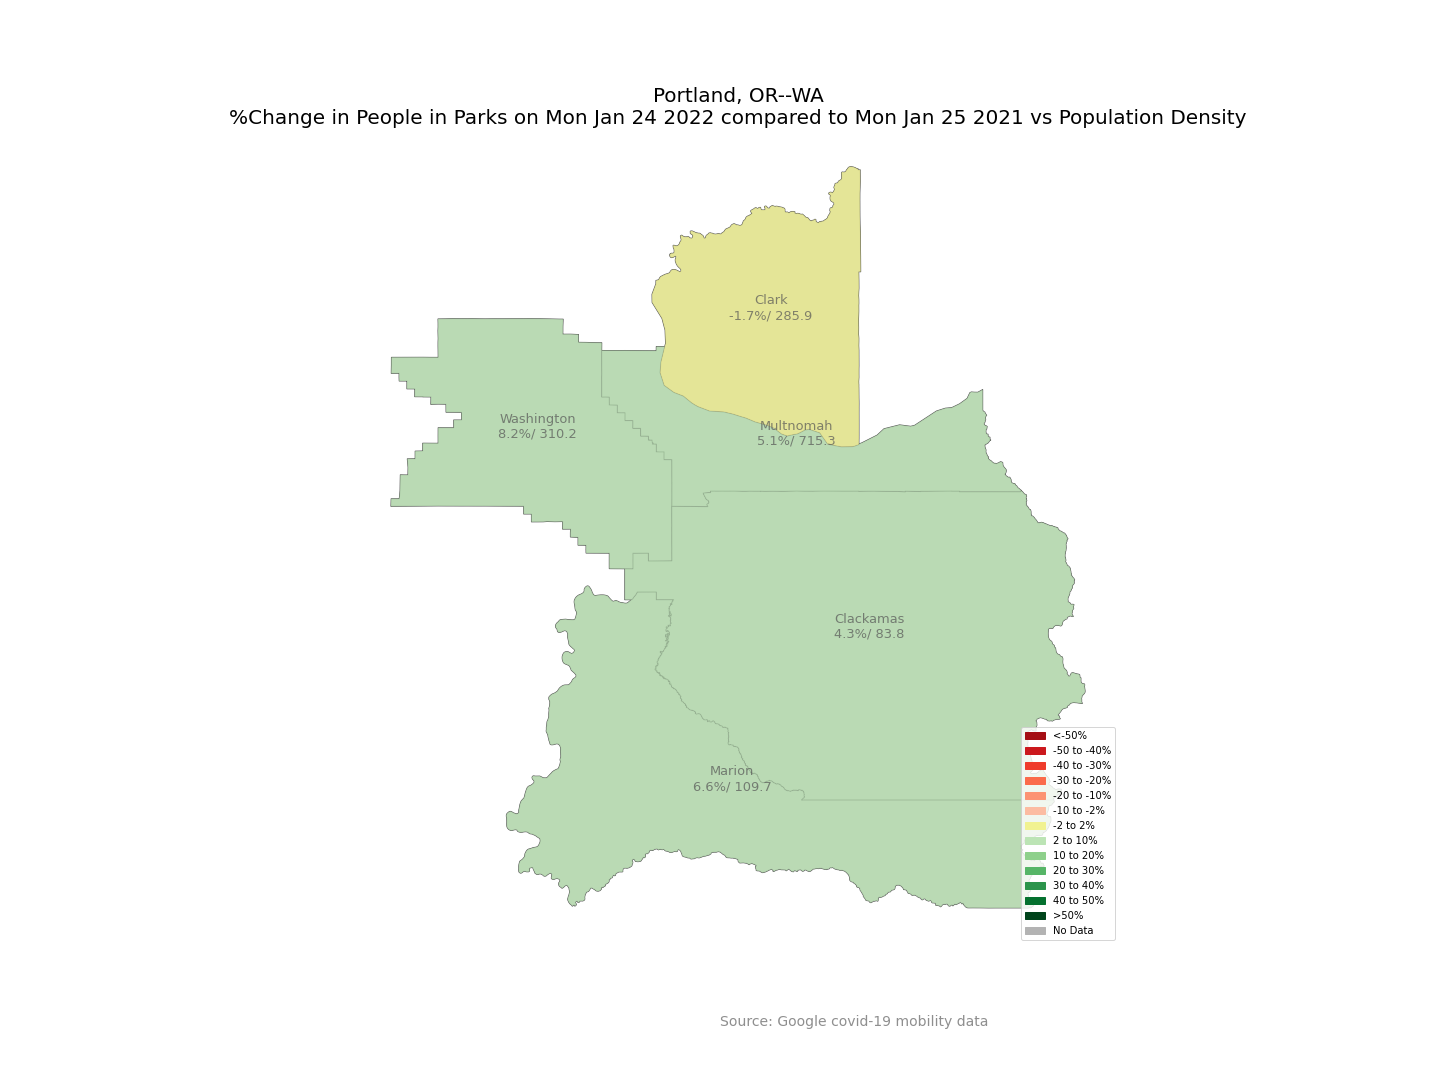 Portland, OR--WA
%Change in People in Parks on Mon Jan 24 2022 compared to Mon Jan 25 2021 vs Population Density
Clark
-1.7%/ 285.9
Washington
8.2%/ 310.2
Multnomah
5.1%/ 715.3
Clackamas
4.3%/ 83.8
Marion
6.6%/ 109.7
<-50%
-50 to -40%
-40 to -30%
-30 to -20%
-20 to -10%
-10 to -2%
-2 to 2%
2 to 10%
10 to 20%
20 to 30%
30 to 40%
40 to 50%
>50%
No Data
Source: Google covid-19 mobility data